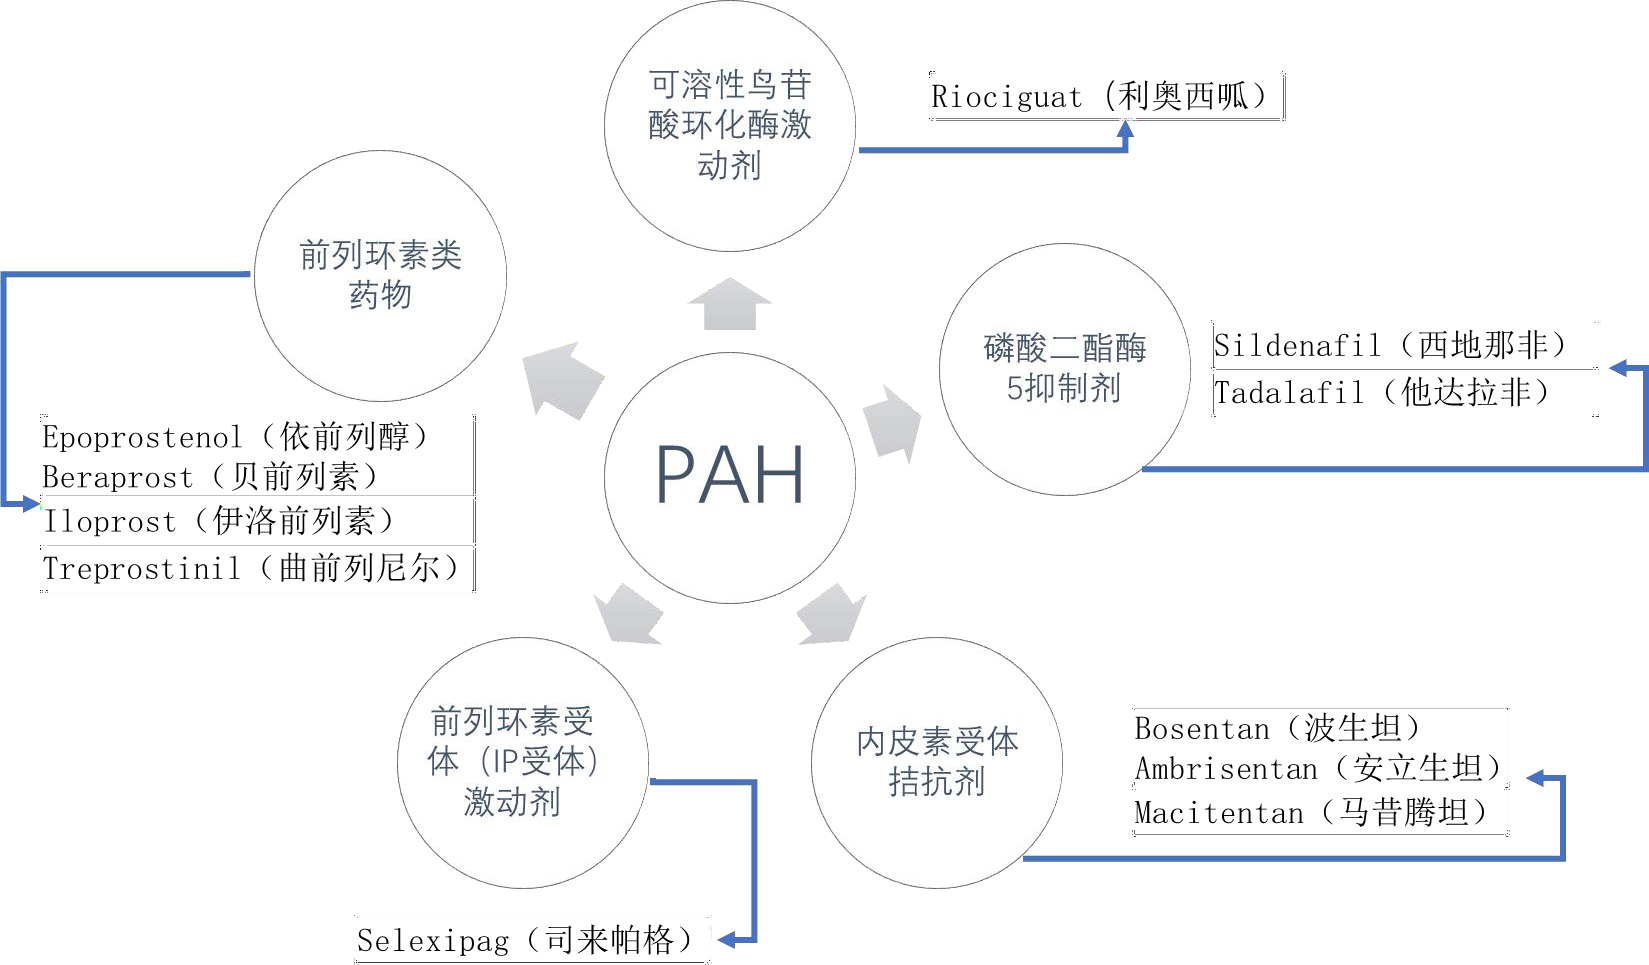 可溶性鸟苷
酸环化酶激
动剂
Riociguat（利奥西呱）
前列环素类
药物
磷酸二酯酶
5抑制剂
Sildenafil（西地那非）
Tadalafil（他达拉非）
Epoprostenol（依前列醇）
Beraprost（贝前列素）
Iloprost（伊洛前列素）
Treprostinil（曲前列尼尔）
PAH
前列环素受
体（IP受体）
激动剂
内皮素受体
拮抗剂
Bosentan（波生坦）
Ambrisentan（安立生坦）
Macitentan（马昔腾坦）
Selexipag（司来帕格）